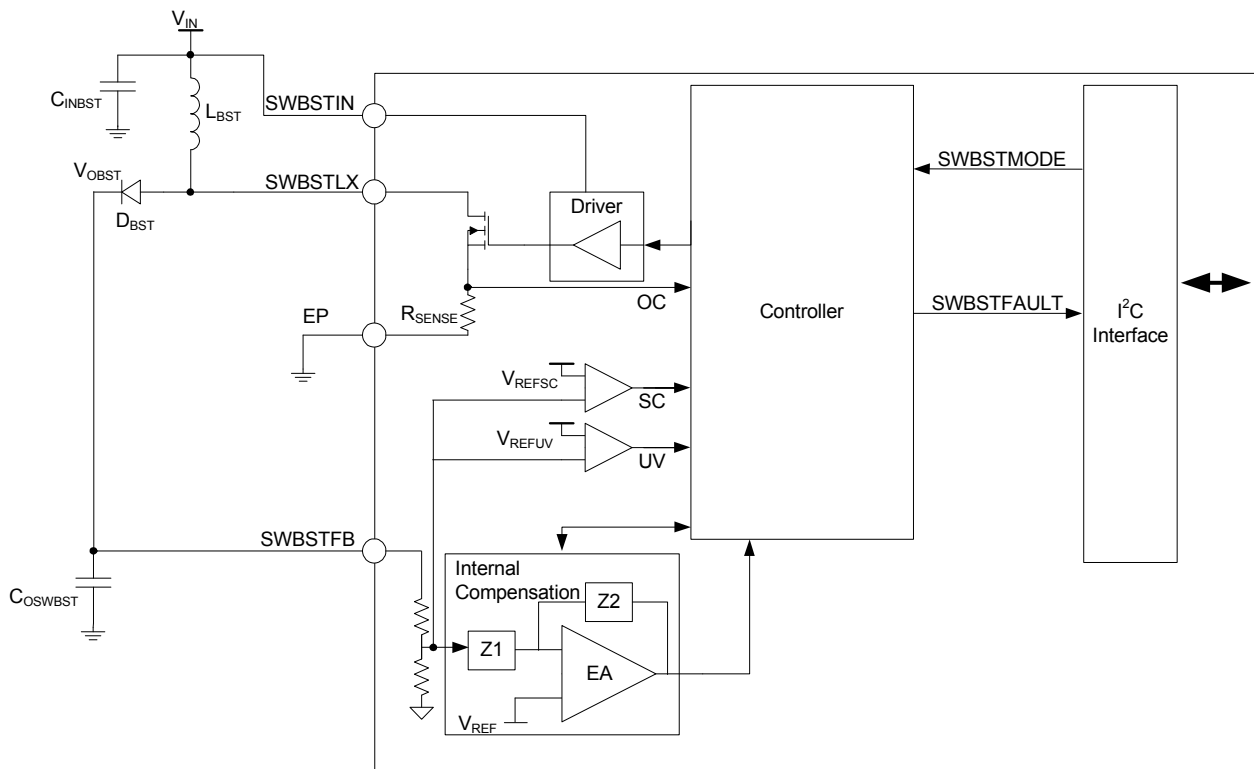 V_IN
C_INBST
L_BST
SWBSTIN
V_OBST
D_BST
SWBSTLX
Driver
SWBSTMODE
EP
R_SENSE
OC
Controller
SWBSTFAULT
I²C
Interface
V_REFSC
SC
V_REFUV
UV
SWBSTFB
C_OSWBST
Internal
Compensation
Z1
Z2
EA
V_REF